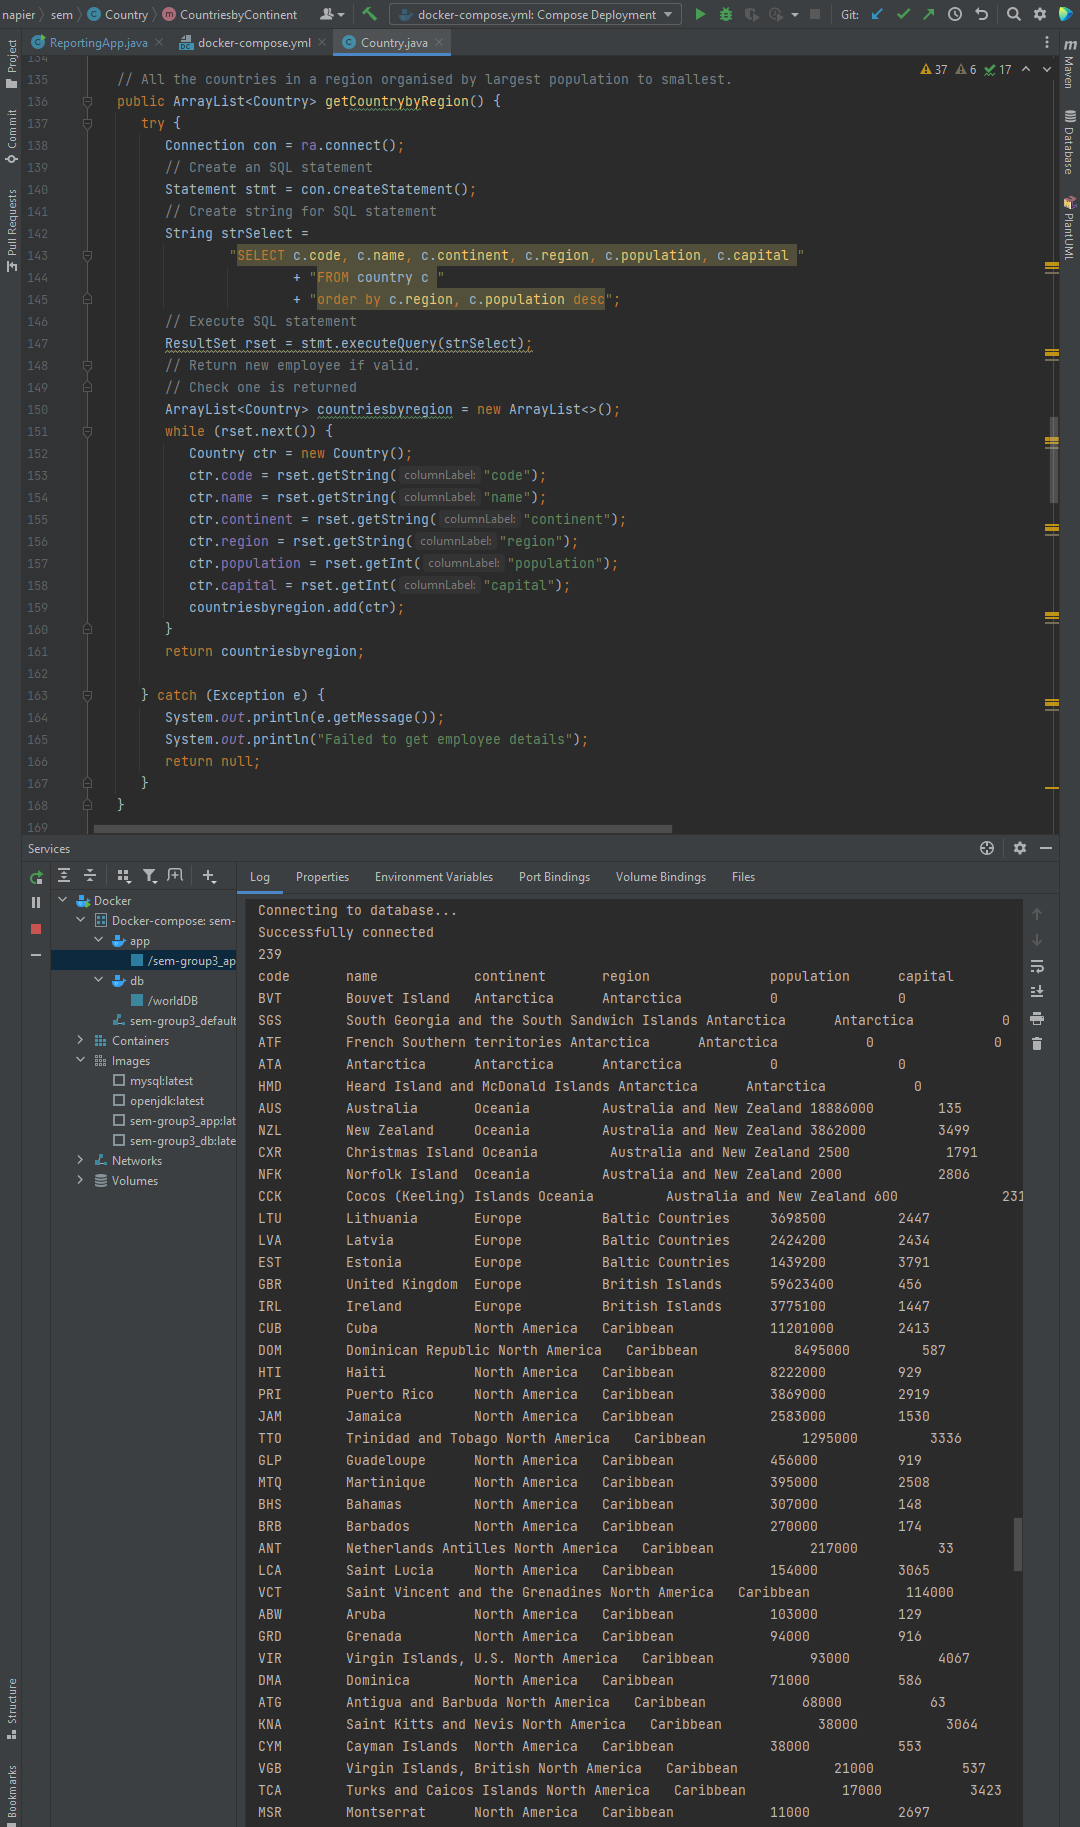 napier sem Country CountriesbyContinent docker-compose.yml: Compose Deployment Git:
ReportingApp.java docker-compose.yml Country.java
37 6 17
134
135 // All the countries in a region organised by largest population to smallest.
136 public ArrayList<Country> getCountrybyRegion() {
137 try {
138 Connection con = ra.connect();
139 // Create an SQL statement
140 Statement stmt = con.createStatement();
141 // Create string for SQL statement
142 String strSelect =
143 "SELECT c.code, c.name, c.continent, c.region, c.population, c.capital "
144 + "FROM country c "
145 + "order by c.region, c.population desc";
146 // Execute SQL statement
147 ResultSet rset = stmt.executeQuery(strSelect);
148 // Return new employee if valid.
149 // Check one is returned
150 ArrayList<Country> countriesbyregion = new ArrayList<>();
151 while (rset.next()) {
152 Country ctr = new Country();
153 ctr.code = rset.getString( columnLabel: "code");
154 ctr.name = rset.getString( columnLabel: "name");
155 ctr.continent = rset.getString( columnLabel: "continent");
156 ctr.region = rset.getString( columnLabel: "region");
157 ctr.population = rset.getInt( columnLabel: "population");
158 ctr.capital = rset.getInt( columnLabel: "capital");
159 countriesbyregion.add(ctr);
160 }
161 return countriesbyregion;
162
163 } catch (Exception e) {
164 System.out.println(e.getMessage());
165 System.out.println("Failed to get employee details");
166 return null;
167 }
168 }
169
Project
Commit
Pull Requests
Structure
Bookmarks
Maven
Database
PlantUML
Services
Docker
Docker-compose: sem-
app
/sem-group3_ap
db
/worldDB
sem-group3_default
Containers
Images
mysql:latest
openjdk:latest
sem-group3_app:lat
sem-group3_db:late
Networks
Volumes
Log Properties Environment Variables Port Bindings Volume Bindings Files
Connecting to database...
Successfully connected
239
code name continent region population capital
BVT Bouvet Island Antarctica Antarctica 0 0
SGS South Georgia and the South Sandwich Islands Antarctica Antarctica 0
ATF French Southern territories Antarctica Antarctica 0 0
ATA Antarctica Antarctica Antarctica 0 0
HMD Heard Island and McDonald Islands Antarctica Antarctica 0
AUS Australia Oceania Australia and New Zealand 18886000 135
NZL New Zealand Oceania Australia and New Zealand 3862000 3499
CXR Christmas Island Oceania Australia and New Zealand 2500 1791
NFK Norfolk Island Oceania Australia and New Zealand 2000 2806
CCK Cocos (Keeling) Islands Oceania Australia and New Zealand 600 231
LTU Lithuania Europe Baltic Countries 3698500 2447
LVA Latvia Europe Baltic Countries 2424200 2434
EST Estonia Europe Baltic Countries 1439200 3791
GBR United Kingdom Europe British Islands 59623400 456
IRL Ireland Europe British Islands 3775100 1447
CUB Cuba North America Caribbean 11201000 2413
DOM Dominican Republic North America Caribbean 8495000 587
HTI Haiti North America Caribbean 8222000 929
PRI Puerto Rico North America Caribbean 3869000 2919
JAM Jamaica North America Caribbean 2583000 1530
TTO Trinidad and Tobago North America Caribbean 1295000 3336
GLP Guadeloupe North America Caribbean 456000 919
MTQ Martinique North America Caribbean 395000 2508
BHS Bahamas North America Caribbean 307000 148
BRB Barbados North America Caribbean 270000 174
ANT Netherlands Antilles North America Caribbean 217000 33
LCA Saint Lucia North America Caribbean 154000 3065
VCT Saint Vincent and the Grenadines North America Caribbean 114000
ABW Aruba North America Caribbean 103000 129
GRD Grenada North America Caribbean 94000 916
VIR Virgin Islands, U.S. North America Caribbean 93000 4067
DMA Dominica North America Caribbean 71000 586
ATG Antigua and Barbuda North America Caribbean 68000 63
KNA Saint Kitts and Nevis North America Caribbean 38000 3064
CYM Cayman Islands North America Caribbean 38000 553
VGB Virgin Islands, British North America Caribbean 21000 537
TCA Turks and Caicos Islands North America Caribbean 17000 3423
MSR Montserrat North America Caribbean 11000 2697